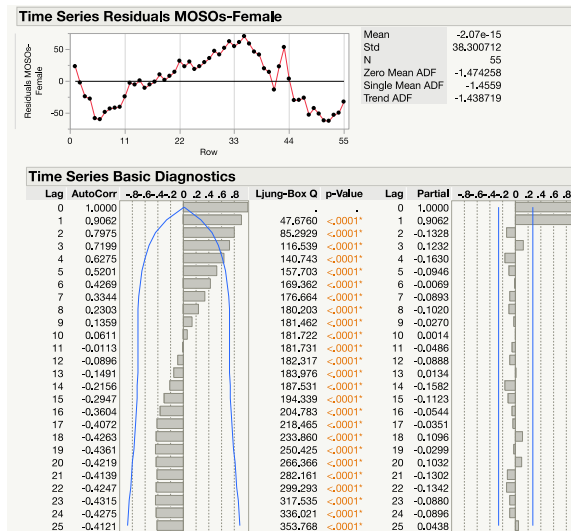 Time Series Residuals MOSOs-Female
Residuals MOSOs-
Female
50
0
-50
0 11 22 33 44 55
Row
Mean -2.07e-15
Std 38.300712
N 55
Zero Mean ADF -1.474258
Single Mean ADF -1.4559
Trend ADF -1.438719
Time Series Basic Diagnostics
Lag AutoCorr -.8-.6-.4-.2 0 .2 .4 .6 .8 Ljung-Box Q p-Value Lag Partial -.8-.6-.4-.2 0 .2 .4 .6 .8
0 1.0000 . . 0 1.0000
1 0.9062 47.6760 <.0001* 1 0.9062
2 0.7975 85.2929 <.0001* 2 -0.1328
3 0.7199 116.539 <.0001* 3 0.1232
4 0.6275 140.743 <.0001* 4 -0.1630
5 0.5201 157.703 <.0001* 5 -0.0946
6 0.4269 169.362 <.0001* 6 -0.0069
7 0.3344 176.664 <.0001* 7 -0.0893
8 0.2303 180.203 <.0001* 8 -0.1020
9 0.1359 181.462 <.0001* 9 -0.0270
10 0.0611 181.722 <.0001* 10 0.0014
11 -0.0113 181.731 <.0001* 11 -0.0486
12 -0.0896 182.317 <.0001* 12 -0.0888
13 -0.1491 183.976 <.0001* 13 0.0134
14 -0.2156 187.531 <.0001* 14 -0.1582
15 -0.2947 194.339 <.0001* 15 -0.1123
16 -0.3604 204.783 <.0001* 16 -0.0544
17 -0.4072 218.465 <.0001* 17 -0.0351
18 -0.4263 233.860 <.0001* 18 0.1096
19 -0.4361 250.425 <.0001* 19 -0.0299
20 -0.4219 266.366 <.0001* 20 0.1032
21 -0.4139 282.161 <.0001* 21 -0.1302
22 -0.4247 299.293 <.0001* 22 -0.1342
23 -0.4315 317.535 <.0001* 23 -0.0880
24 -0.4275 336.021 <.0001* 24 -0.0896
25 -0.4121 353.768 <.0001* 25 0.0438